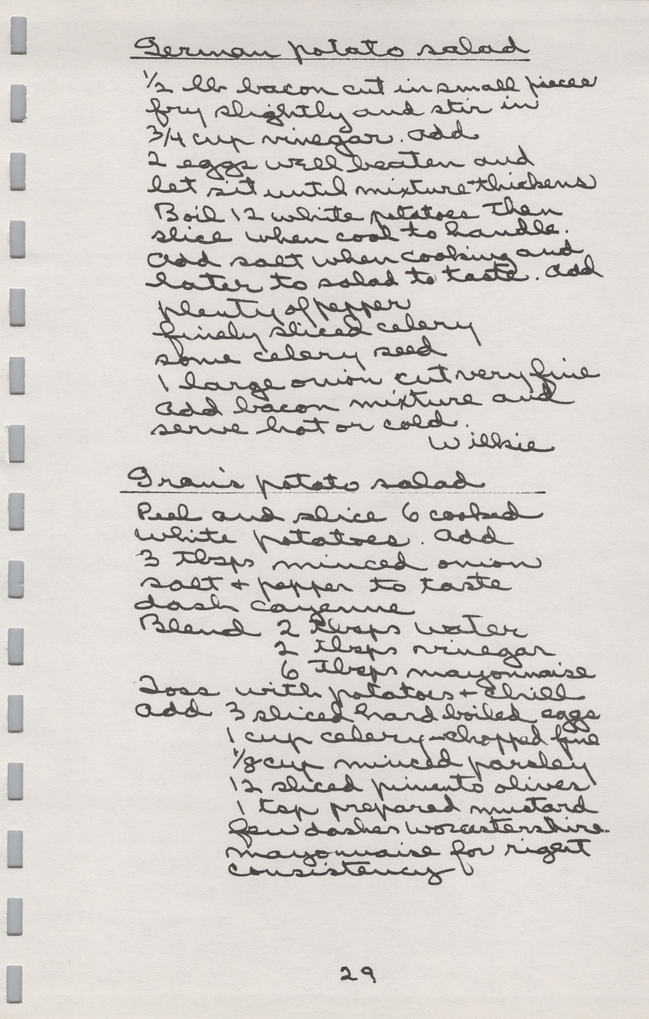 German potato salad
1/2 lb bacon cut in small pieces
fry slightly and stir in
3/4 cup vinegar. add
2 eggs well beaten and
let sit until mixture thickens
Boil 12 white potatoes then
slice when cool to handle.
add salt when cooking and
later to salad to taste. add
plenty of pepper
finely sliced celery
some celery seed
1 large onion cut very fine
add bacon mixture and
serve hot or cold.
Willsie
Gran's potato salad
Peel and slice 6 cooked
white potatoes. add
3 tbsps minced onion
salt + pepper to taste
dash cayenne
Blend 2 tbsps water
2 tbsps vinegar
6 tbsps mayonnaise
Toss with potatoes + chill
add 3 sliced hard boiled eggs
1 cup celery-chopped fine
1/8 cup minced parsley
12 sliced pimento olives
1 tsp prepared mustard
few dashes worcestershire
mayonnaise for right
consistency
29